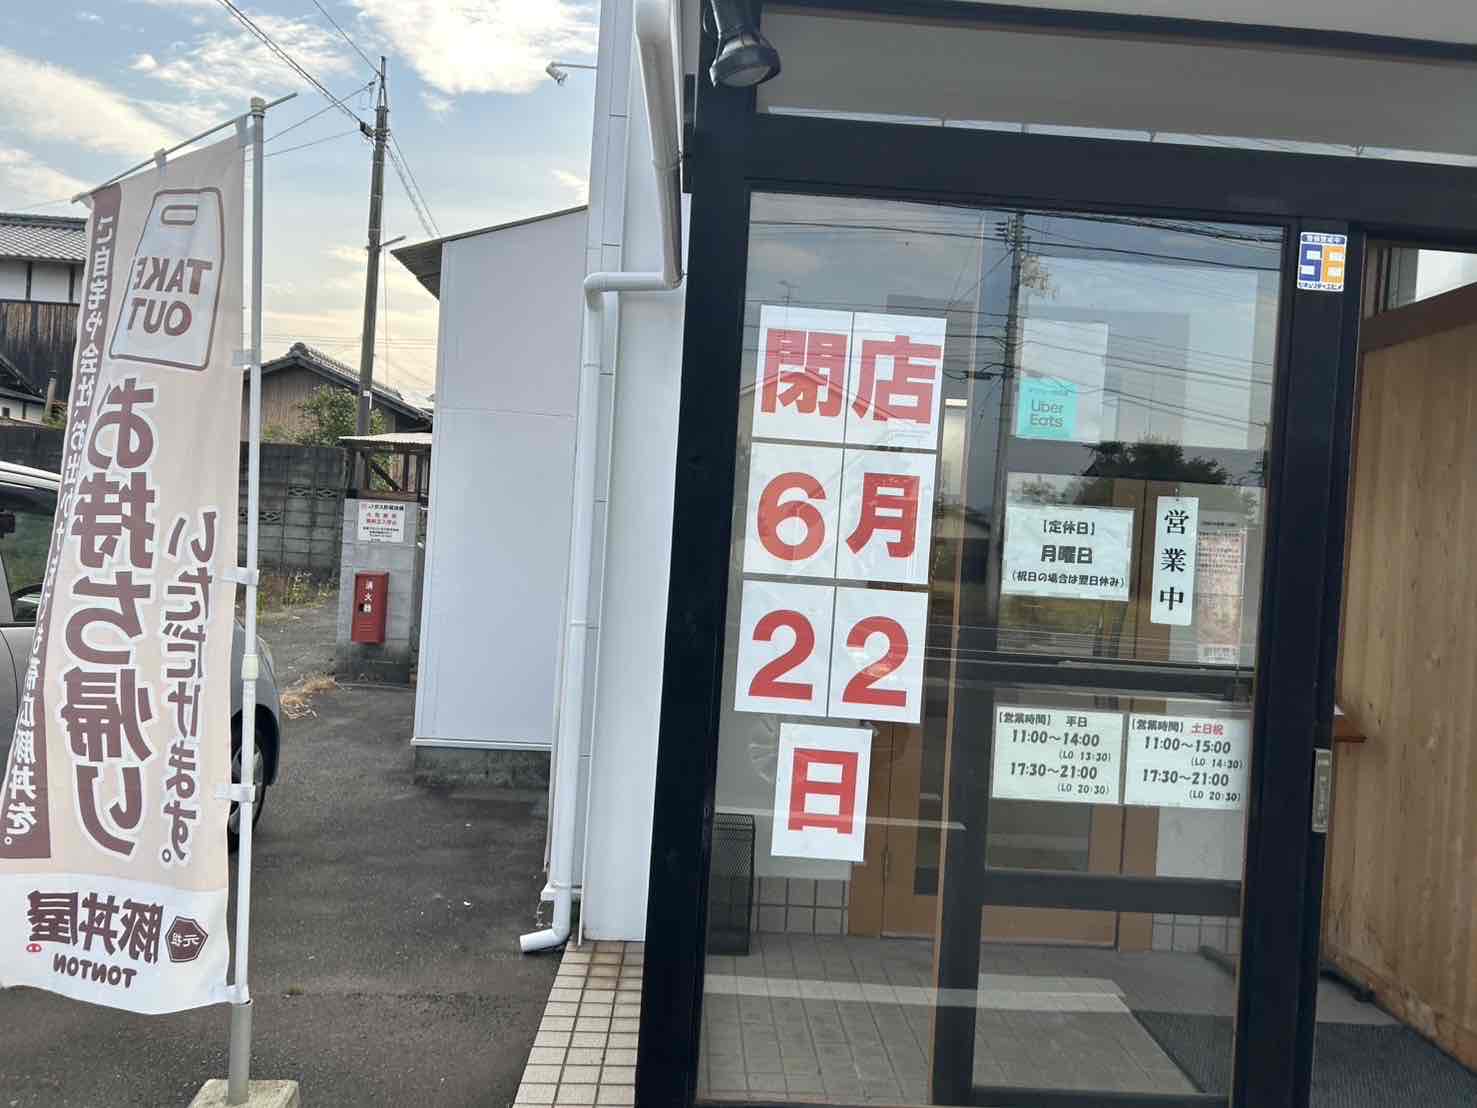 TAKE
OUT
お持ち帰り
いただけます。
元祖
豚丼屋
TONTON
消火器
閉店
6月
22
日
Uber
Eats
【定休日】
月曜日
(祝日の場合は翌日休み)
営業中
【営業時間】 平日
11:00~14:00
(LO 13:30)
17:30~21:00
(LO 20:30)
【営業時間】 土日祝
11:00~15:00
(LO 14:30)
17:30~21:00
(LO 20:30)